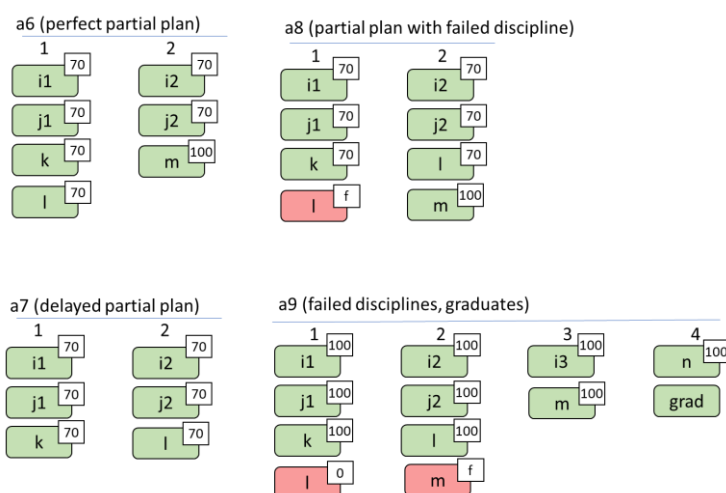 a6 (perfect partial plan)
1 2
i1 70 i2 70
j1 70 j2 70
k 70 m 100
l 70
a8 (partial plan with failed discipline)
1 2
i1 70 i2 70
j1 70 j2 70
k 70 l 70
l f m 100
a7 (delayed partial plan)
1 2
i1 70 i2 70
j1 70 j2 70
k 70 l 70
a9 (failed disciplines, graduates)
1 2 3 4
i1 100 i2 100 i3 100 n 100
j1 100 j2 100 m 100 grad
k 100 l 100
l 0 m f